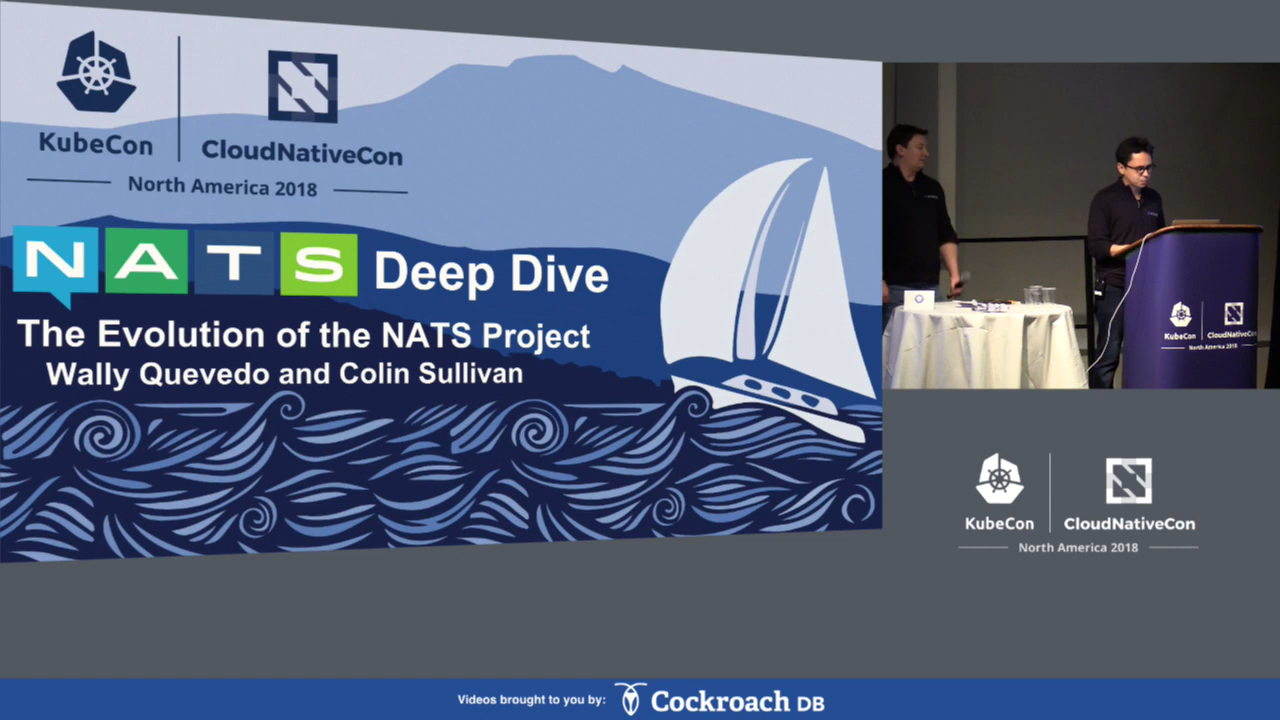 KubeCon
CloudNativeCon
North America 2018
NATS Deep Dive
The Evolution of the NATS Project
Wally Quevedo and Colin Sullivan
KubeCon
CloudNativeCon
North America 2018
KubeCon
CloudNativeCon
North America 2018
Videos brought to you by: Cockroach DB